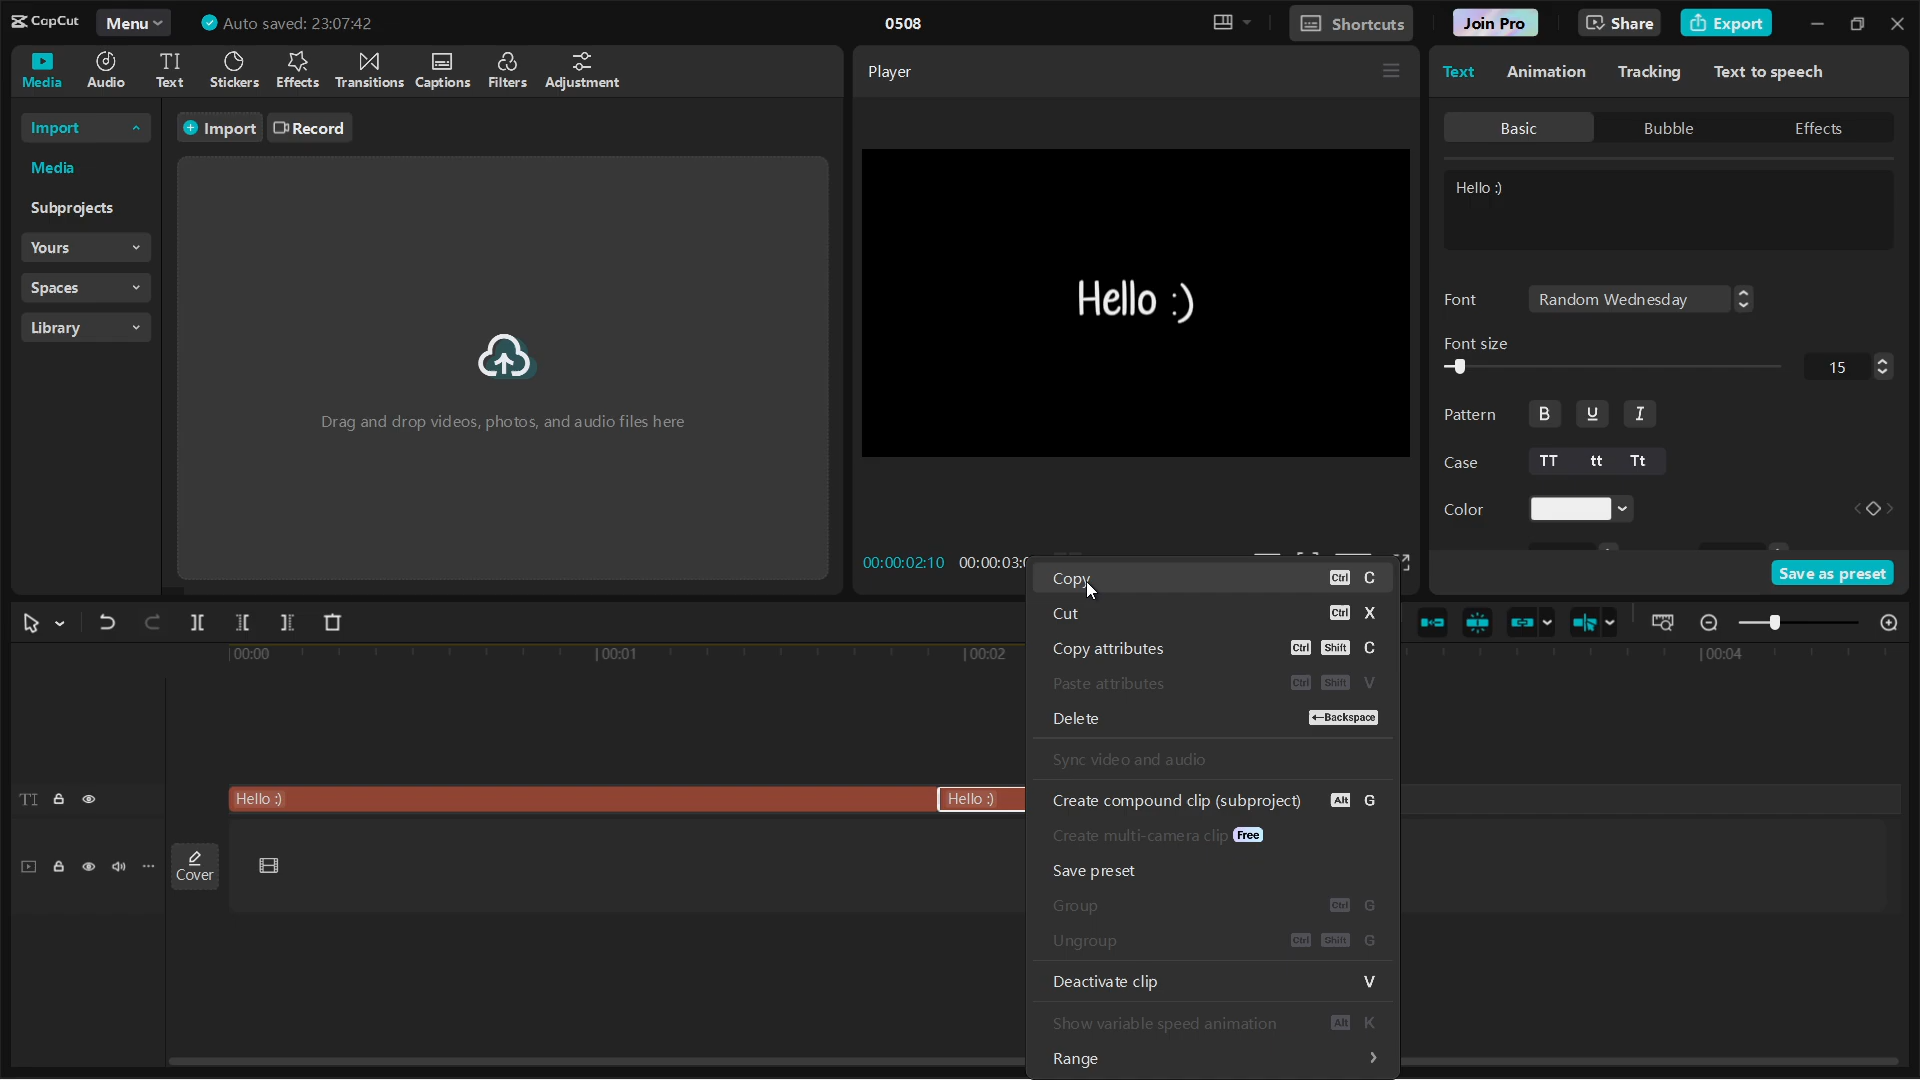 CapCut
Menu
Auto saved: 23:07:42
0508
Shortcuts
Join Pro
Share
Export
Media
Audio
TI
Text
Stickers
Effects
Transitions
Captions
Filters
Adjustment
Player
Text
Animation
Tracking
Text to speech
Import
Media
Subprojects
Yours
Spaces
Library
Import
Record
Drag and drop videos, photos, and audio files here
Hello :)
00:00:02:10
00:00:03:0
Basic
Bubble
Effects
Hello :)
Font
Random Wednesday
Font size
15
Pattern
B
U
I
Case
TT
tt
Tt
Color
Save as preset
00:00
00:01
00:02
00:04
TI
Hello :)
Hello :)
Cover
Copy Ctrl C
Cut Ctrl X
Copy attributes Ctrl Shift C
Paste attributes Ctrl Shift V
Delete ←Backspace
Sync video and audio
Create compound clip (subproject) Alt G
Create multi-camera clip Free
Save preset
Group Ctrl G
Ungroup Ctrl Shift G
Deactivate clip V
Show variable speed animation Alt K
Range